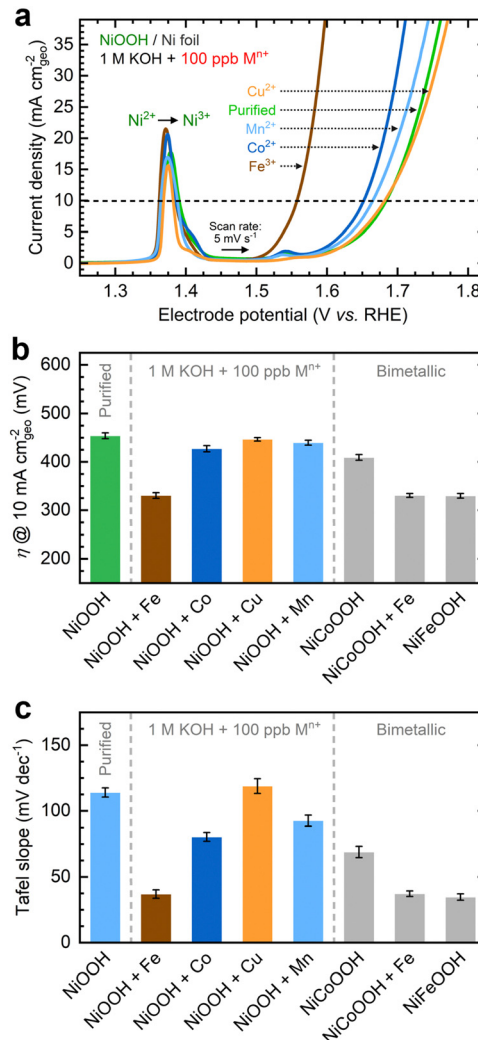 a
NiOOH / Ni foil
1 M KOH + 100 ppb Mⁿ⁺
Ni²⁺ → Ni³⁺
Cu²⁺
Purified
Mn²⁺
Co²⁺
Fe³⁺
Scan rate:
5 mV s⁻¹
Current density (mA cm⁻²geo)
35
30
25
20
15
10
5
0
1.3
1.4
1.5
1.6
1.7
1.8
Electrode potential (V vs. RHE)
b
Purified
1 M KOH + 100 ppb Mⁿ⁺
Bimetallic
η @ 10 mA cm⁻²geo (mV)
600
500
400
300
200
NiOOH
NiOOH + Fe
NiOOH + Co
NiOOH + Cu
NiOOH + Mn
NiCoOOH
NiCoOOH + Fe
NiFeOOH
c
Purified
1 M KOH + 100 ppb Mⁿ⁺
Bimetallic
Tafel slope (mV dec⁻¹)
150
100
50
0
NiOOH
NiOOH + Fe
NiOOH + Co
NiOOH + Cu
NiOOH + Mn
NiCoOOH
NiCoOOH + Fe
NiFeOOH